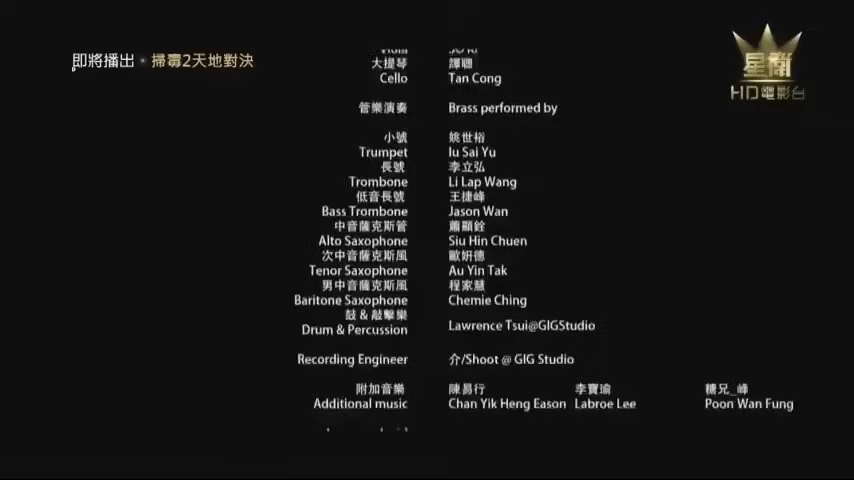 即將播出·掃毒2天地對決
星衛
HD電影台
大提琴 譚聰
Cello Tan Cong
管樂演奏 Brass performed by
小號 姚世裕
Trumpet Iu Sai Yu
長號 李立弘
Trombone Li Lap Wang
低音長號 王捷峰
Bass Trombone Jason Wan
中音薩克斯管 蕭顯銓
Alto Saxophone Siu Hin Chuen
次中音薩克斯風 歐妍德
Tenor Saxophone Au Yin Tak
男中音薩克斯風 程家慧
Baritone Saxophone Chemie Ching
鼓 & 敲擊樂
Drum & Percussion Lawrence Tsui@GIGStudio
Recording Engineer 介/Shoot @ GIG Studio
附加音樂 陳易行 李寶瑜 糖兄_峰
Additional music Chan Yik Heng Eason Labroe Lee Poon Wan Fung